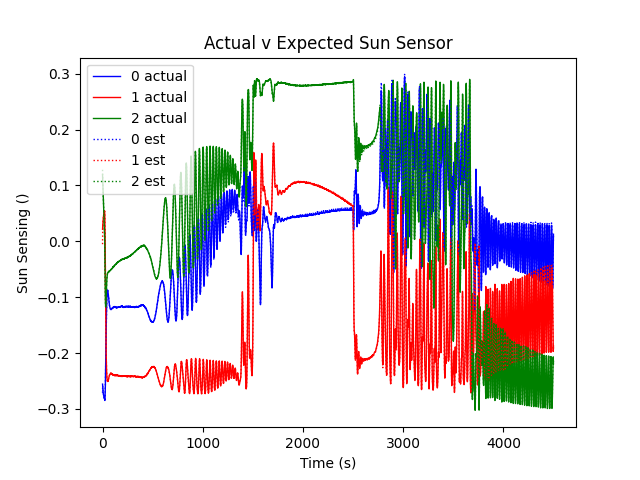 Actual v Expected Sun Sensor
0 actual
1 actual
2 actual
0 est
1 est
2 est
Sun Sensing ()
0.3
0.2
0.1
0.0
−0.1
−0.2
−0.3
0 1000 2000 3000 4000
Time (s)